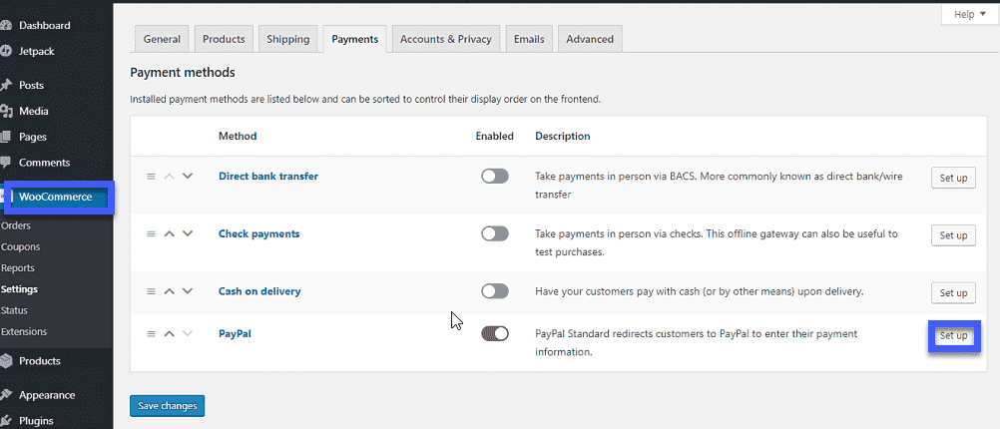 Help
Dashboard
Jetpack
Posts
Media
Pages
Comments
WooCommerce
Orders
Coupons
Reports
Settings
Status
Extensions
Products
Appearance
Plugins
General Products Shipping Payments Accounts & Privacy Emails Advanced
Payment methods
Installed payment methods are listed below and can be sorted to control their display order on the frontend.
Method Enabled Description
Direct bank transfer Take payments in person via BACS. More commonly known as direct bank/wire Set up
transfer
Check payments Take payments in person via checks. This offline gateway can also be useful to Set up
test purchases.
Cash on delivery Have your customers pay with cash (or by other means) upon delivery. Set up
PayPal PayPal Standard redirects customers to PayPal to enter their payment Set up
information.
Save changes